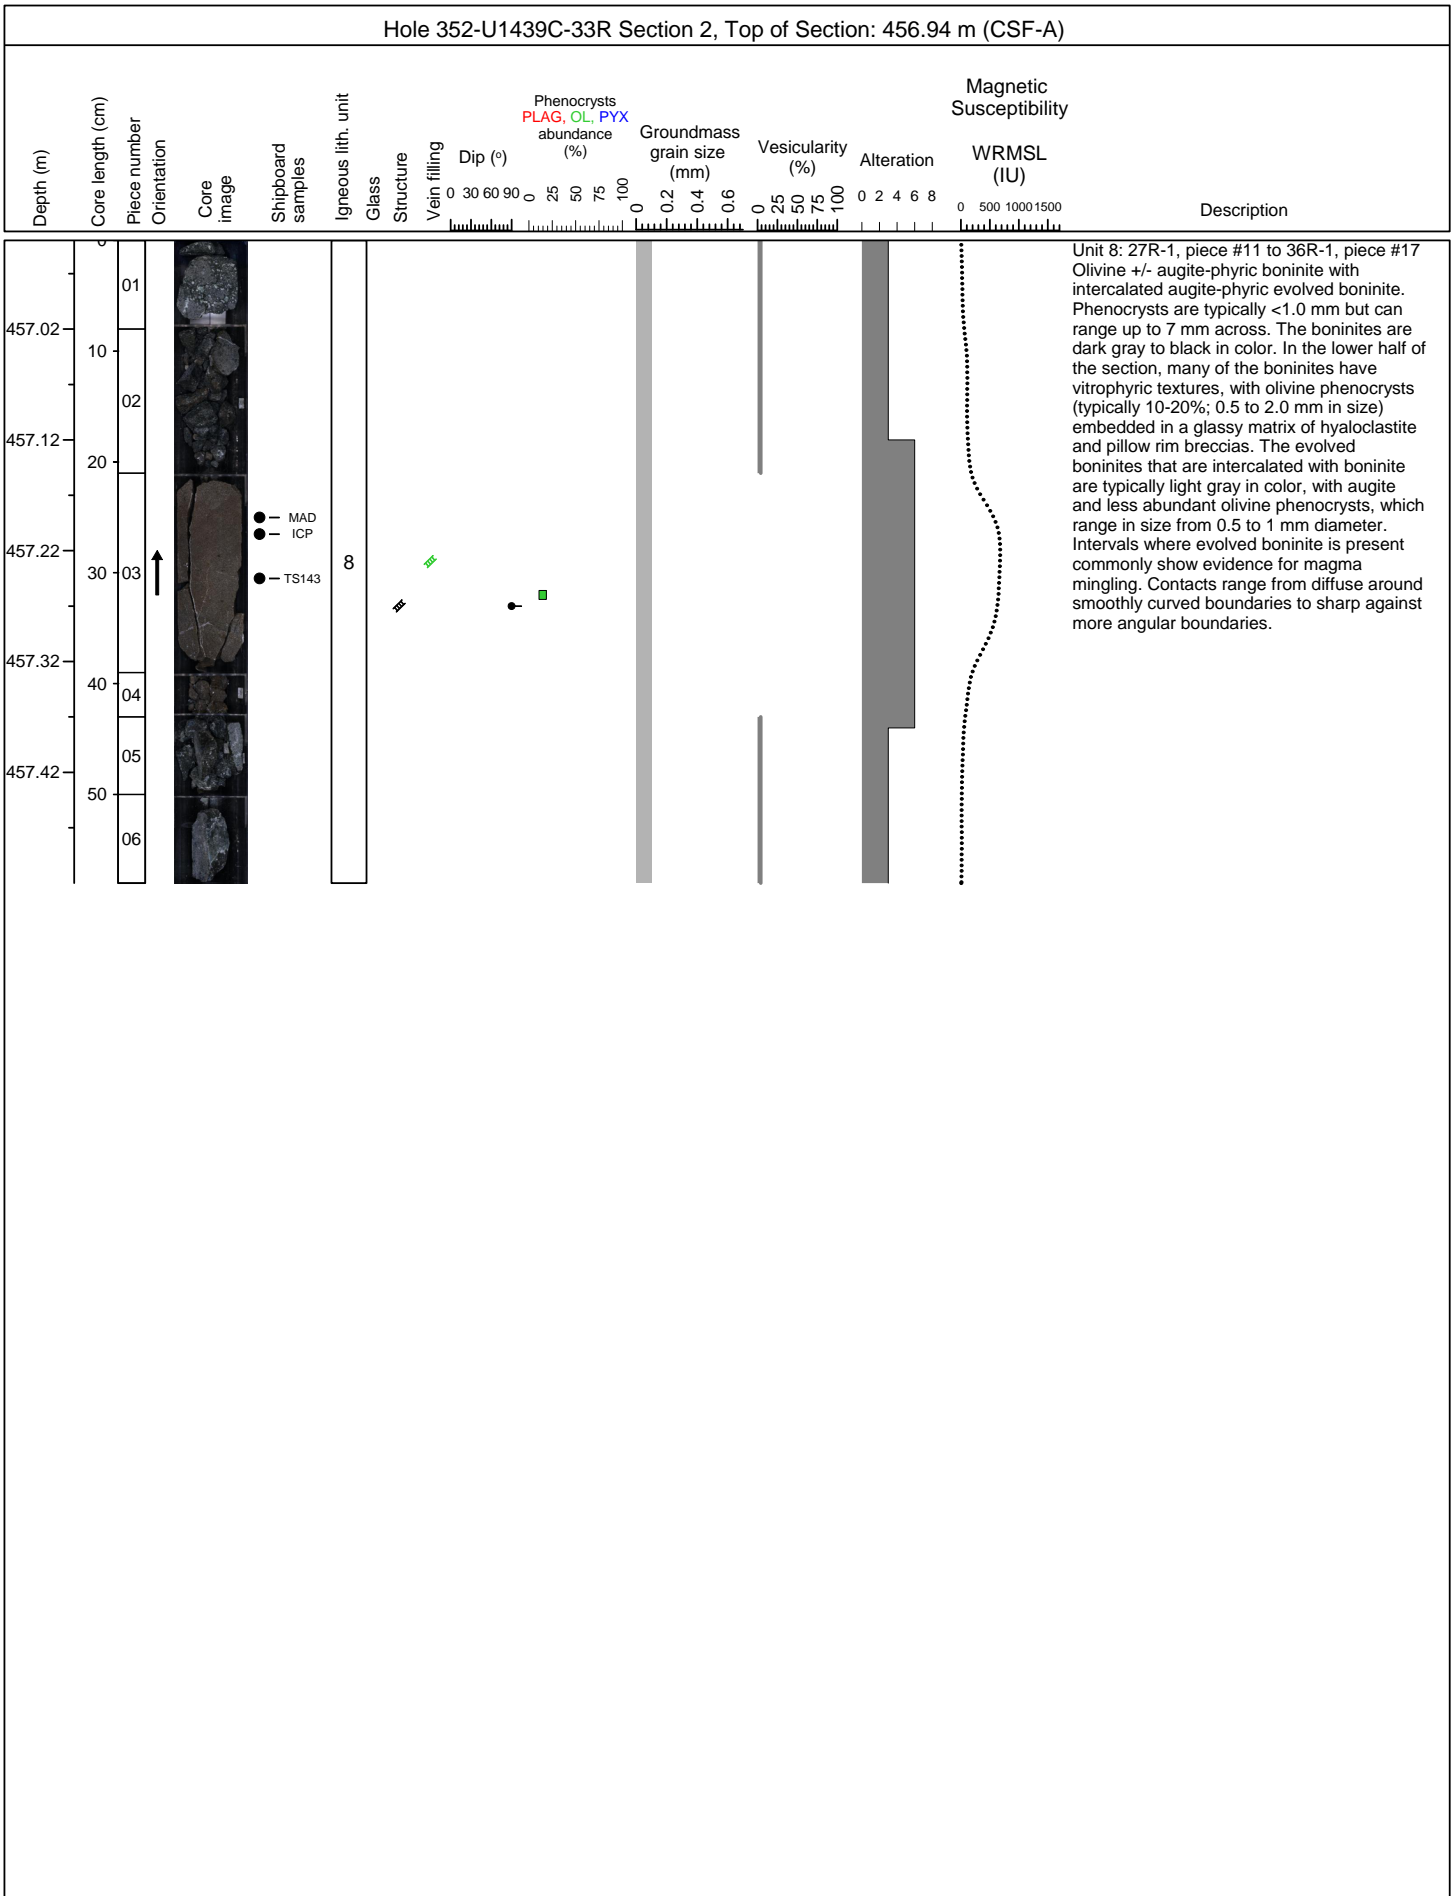 Hole 352-U1439C-33R Section 2, Top of Section: 456.94 m (CSF-A)
Depth (m)
Core length (cm)
Piece number
Orientation
Core
image
Shipboard
samples
Igneous lith. unit
Glass
Structure
Vein filling
Dip (°)
0 30 60 90
Phenocrysts
PLAG, OL, PYX
abundance
(%)
0 25 50 75 100
Groundmass
grain size
(mm)
0 0.2 0.4 0.6
Vesicularity
(%)
0 25 50 75 100
Alteration
0 2 4 6 8
Magnetic
Susceptibility
WRMSL
(IU)
0 500 1000 1500
Description
457.02
457.12
457.22
457.32
457.42
0
10
20
30
40
50
01
02
03
04
05
06
MAD
ICP
TS143
8
Unit 8: 27R-1, piece #11 to 36R-1, piece #17
Olivine +/- augite-phyric boninite with
intercalated augite-phyric evolved boninite.
Phenocrysts are typically <1.0 mm but can
range up to 7 mm across. The boninites are
dark gray to black in color. In the lower half of
the section, many of the boninites have
vitrophyric textures, with olivine phenocrysts
(typically 10-20%; 0.5 to 2.0 mm in size)
embedded in a glassy matrix of hyaloclastite
and pillow rim breccias. The evolved
boninites that are intercalated with boninite
are typically light gray in color, with augite
and less abundant olivine phenocrysts, which
range in size from 0.5 to 1 mm diameter.
Intervals where evolved boninite is present
commonly show evidence for magma
mingling. Contacts range from diffuse around
smoothly curved boundaries to sharp against
more angular boundaries.